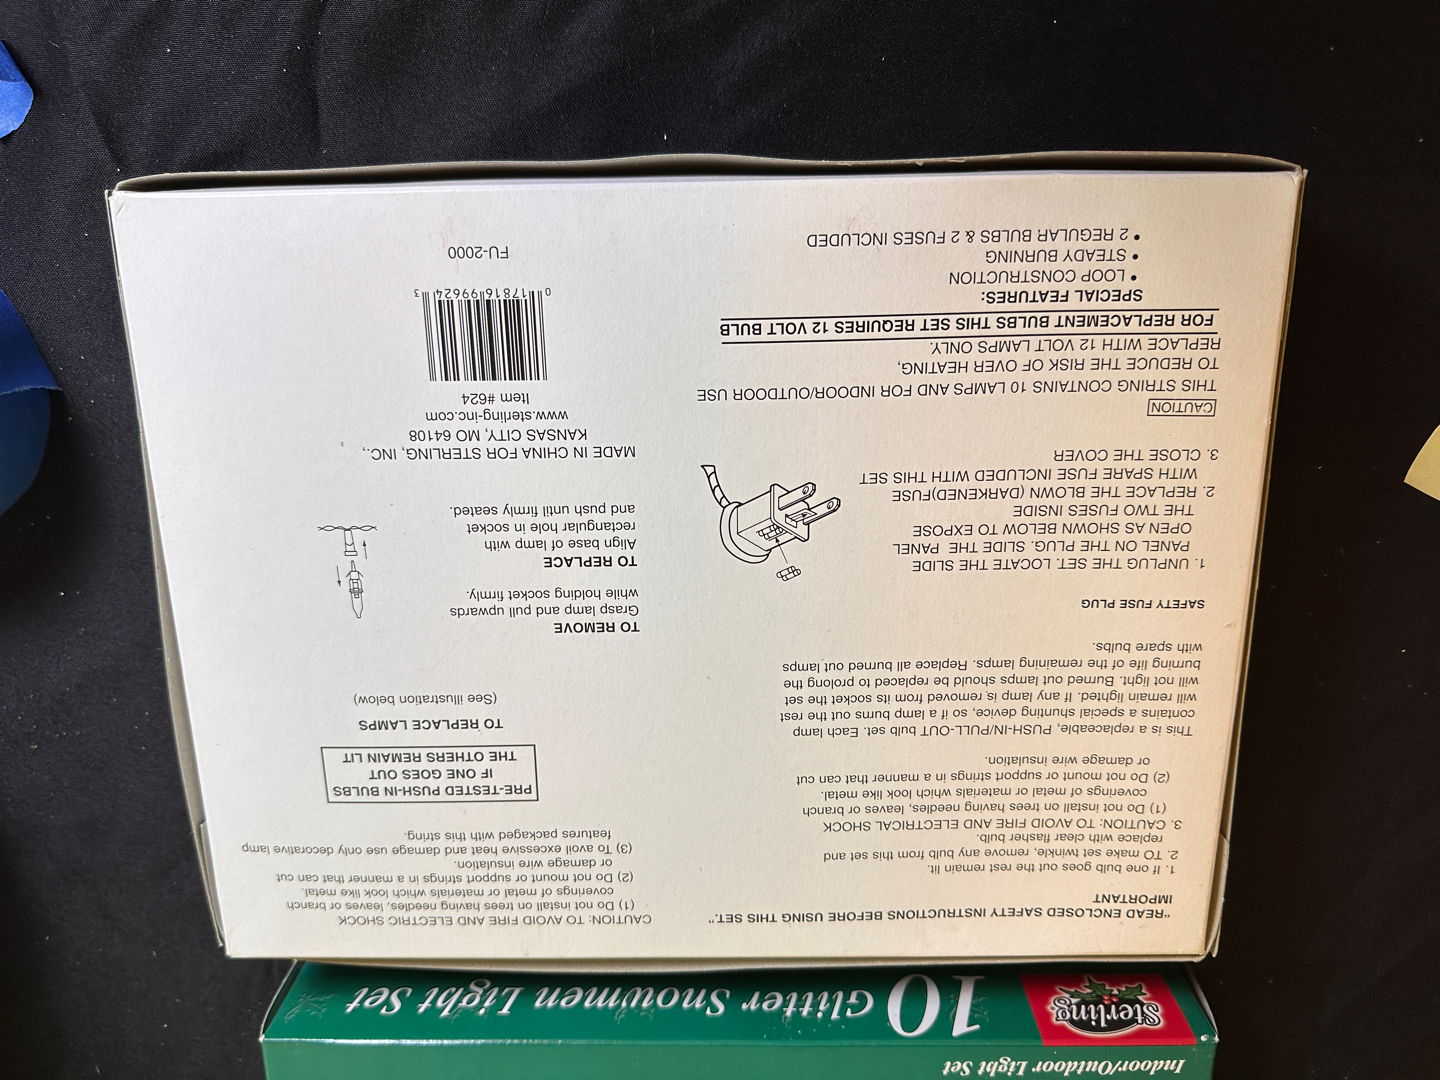 Indoor/Outdoor Light Set
Sterling
10 Glitter Snowmen Light Set
"READ ENCLOSED SAFETY INSTRUCTIONS BEFORE USING THIS SET."
IMPORTANT
1. If one bulb goes out the rest remain lit.
2. TO make set twinkle, remove any bulb from this set and
replace with clear flasher bulb.
3. CAUTION: TO AVOID FIRE AND ELECTRICAL SHOCK
(1) Do not install on trees having needles, leaves or branch
coverings of metal or materials which look like metal.
(2) Do not mount or support strings in a manner that can cut
or damage wire insulation.
This is a replaceable, PUSH-IN/PULL-OUT bulb set. Each lamp
contains a special shunting device, so if a lamp burns out the rest
will remain lighted. If any lamp is removed from its socket the set
will not light. Burned out lamps should be replaced to prolong the
burning life of the remaining lamps. Replace all burned out lamps
with spare bulbs.
SAFETY FUSE PLUG
1. UNPLUG THE SET. LOCATE THE SLIDE
PANEL ON THE PLUG. SLIDE THE PANEL
OPEN AS SHOWN BELOW TO EXPOSE
THE TWO FUSES INSIDE
2. REPLACE THE BLOWN (DARKENED)FUSE
WITH SPARE FUSE INCLUDED WITH THIS SET
3. CLOSE THE COVER
CAUTION
THIS STRING CONTAINS 10 LAMPS AND FOR INDOOR/OUTDOOR USE
TO REDUCE THE RISK OF OVER HEATING,
REPLACE WITH 12 VOLT LAMPS ONLY.
FOR REPLACEMENT BULBS THIS SET REQUIRES 12 VOLT BULB
SPECIAL FEATURES:
• LOOP CONSTRUCTION
• STEADY BURNING
• 2 REGULAR BULBS & 2 FUSES INCLUDED
CAUTION: TO AVOID FIRE AND ELECTRIC SHOCK
(1) Do not install on trees having needles, leaves or branch
coverings of metal or materials which look like metal.
(2) Do not mount or support strings in a manner that can cut
or damage wire insulation.
(3) To avoil excessive heat and damage use only decorative lamp
features packaged with this string.
PRE-TESTED PUSH-IN BULBS
IF ONE GOES OUT
THE OTHERS REMAIN LIT
TO REPLACE LAMPS
(See illustration below)
TO REMOVE
Grasp lamp and pull upwards
while holding socket firmly.
TO REPLACE
Align base of lamp with
rectangular hole in socket
and push until firmly seated.
MADE IN CHINA FOR STERLING, INC.,
KANSAS CITY, MO 64108
www.sterling-inc.com
Item #624
0 17816 99624 3
FU-2000